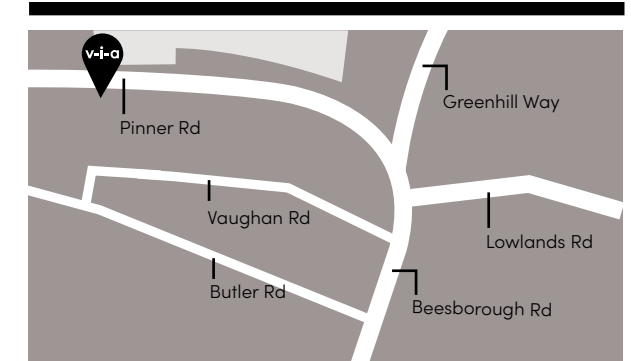 v-i-a
Greenhill Way
Pinner Rd
Vaughan Rd
Lowlands Rd
Butler Rd
Beesborough Rd